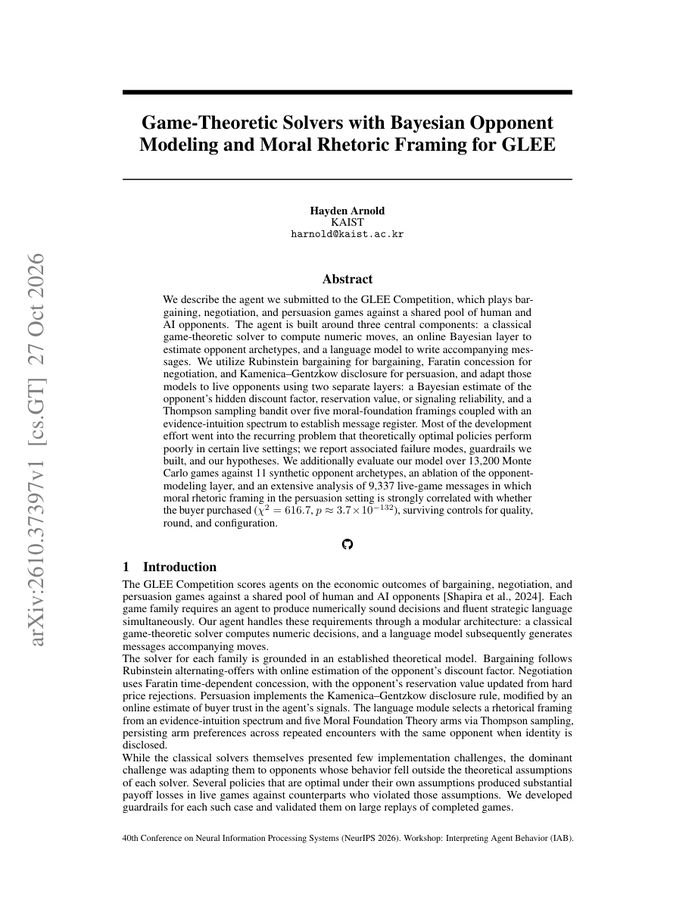 Game-Theoretic Solvers with Bayesian Opponent
Modeling and Moral Rhetoric Framing for GLEE
Hayden Arnold
KAIST
harnold@kaist.ac.kr
Abstract
We describe the agent we submitted to the GLEE Competition, which plays bar-
gaining, negotiation, and persuasion games against a shared pool of human and
AI opponents. The agent is built around three central components: a classical
game-theoretic solver to compute numeric moves, an online Bayesian layer to
estimate opponent archetypes, and a language model to write accompanying mes-
sages. We utilize Rubinstein bargaining for bargaining, Faratin concession for
negotiation, and Kamenica–Gentzkow disclosure for persuasion, and adapt those
models to live opponents using two separate layers: a Bayesian estimate of the
opponent's hidden discount factor, reservation value, or signaling reliability, and a
Thompson sampling bandit over five moral-foundation framings coupled with an
evidence-intuition spectrum to establish message register. Most of the development
effort went into the recurring problem that theoretically optimal policies perform
poorly in certain live settings; we report associated failure modes, guardrails we
built, and our hypotheses. We additionally evaluate our model over 13,200 Monte
Carlo games against 11 synthetic opponent archetypes, an ablation of the opponent-
modeling layer, and an extensive analysis of 9,337 live-game messages in which
moral rhetoric framing in the persuasion setting is strongly correlated with whether
the buyer purchased (χ² = 616.7, p ≈ 3.7×10⁻¹³²), surviving controls for quality,
round, and configuration.
1 Introduction
The GLEE Competition scores agents on the economic outcomes of bargaining, negotiation, and
persuasion games against a shared pool of human and AI opponents [Shapira et al., 2024]. Each
game family requires an agent to produce numerically sound decisions and fluent strategic language
simultaneously. Our agent handles these requirements through a modular architecture: a classical
game-theoretic solver computes numeric decisions, and a language model subsequently generates
messages accompanying moves.
The solver for each family is grounded in an established theoretical model. Bargaining follows
Rubinstein alternating-offers with online estimation of the opponent's discount factor. Negotiation
uses Faratin time-dependent concession, with the opponent's reservation value updated from hard
price rejections. Persuasion implements the Kamenica–Gentzkow disclosure rule, modified by an
online estimate of buyer trust in the agent's signals. The language module selects a rhetorical framing
from an evidence-intuition spectrum and five Moral Foundation Theory arms via Thompson sampling,
persisting arm preferences across repeated encounters with the same opponent when identity is
disclosed.
While the classical solvers themselves presented few implementation challenges, the dominant
challenge was adapting them to opponents whose behavior fell outside the theoretical assumptions
of each solver. Several policies that are optimal under their own assumptions produced substantial
payoff losses in live games against counterparts who violated those assumptions. We developed
guardrails for each such case and validated them on large replays of completed games.
40th Conference on Neural Information Processing Systems (NeurIPS 2026). Workshop: Interpreting Agent Behavior (IAB).
arXiv:2610.37397v1 [cs.GT] 27 Oct 2026